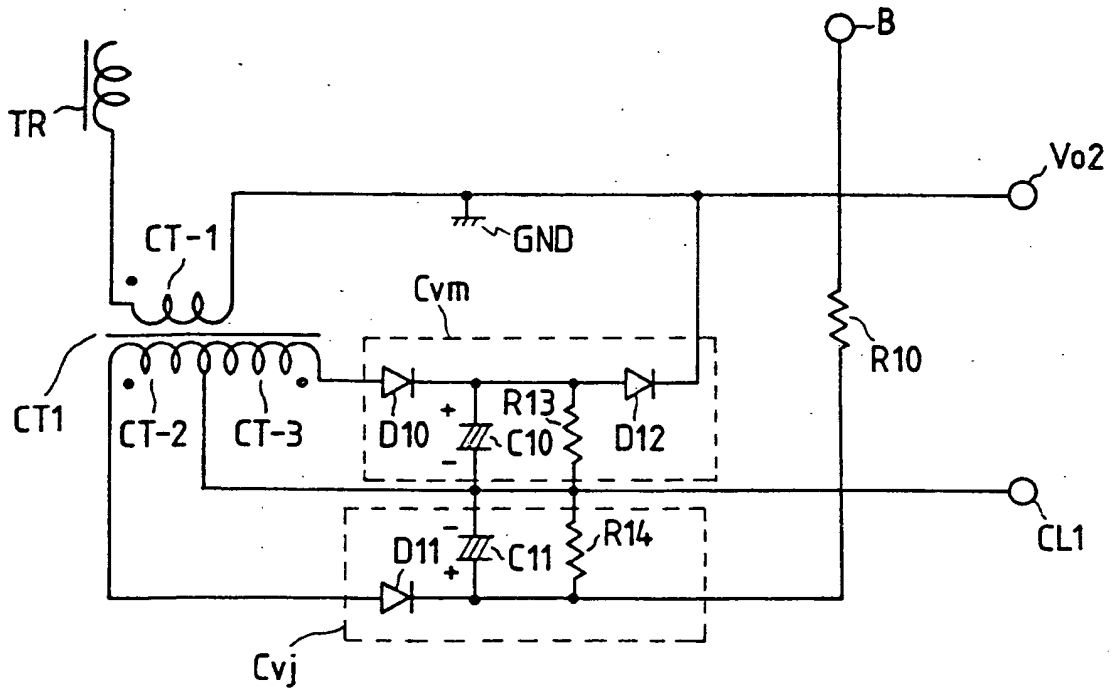 B
TR
Vo2
GND
CT-1
Cvm
R10
CT1
CT-2
CT-3
D10
+
-
C10
R13
D12
CL1
D11
-
+
C11
R14
Cvj